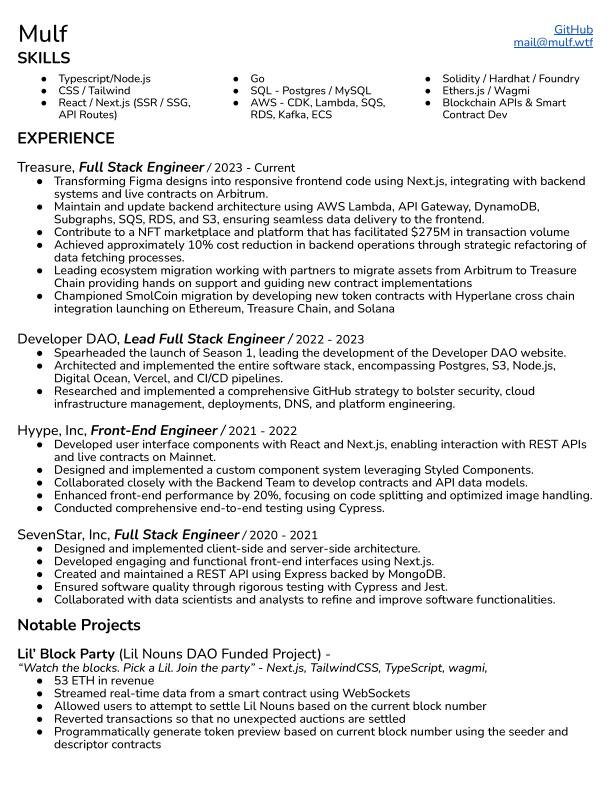 Mulf
GitHub
mail@mulf.wtf
SKILLS
● Typescript/Node.js
● CSS / Tailwind
● React / Next.js (SSR / SSG,
API Routes)
● Go
● SQL - Postgres / MySQL
● AWS - CDK, Lambda, SQS,
RDS, Kafka, ECS
● Solidity / Hardhat / Foundry
● Ethers.js / Wagmi
● Blockchain APIs & Smart
Contract Dev
EXPERIENCE
Treasure, Full Stack Engineer / 2023 - Current
● Transforming Figma designs into responsive frontend code using Next.js, integrating with backend
systems and live contracts on Arbitrum.
● Maintain and update backend architecture using AWS Lambda, API Gateway, DynamoDB,
Subgraphs, SQS, RDS, and S3, ensuring seamless data delivery to the frontend.
● Contribute to a NFT marketplace and platform that has facilitated $275M in transaction volume
● Achieved approximately 10% cost reduction in backend operations through strategic refactoring of
data fetching processes.
● Leading ecosystem migration working with partners to migrate assets from Arbitrum to Treasure
Chain providing hands on support and guiding new contract implementations
● Championed SmolCoin migration by developing new token contracts with Hyperlane cross chain
integration launching on Ethereum, Treasure Chain, and Solana
Developer DAO, Lead Full Stack Engineer / 2022 - 2023
● Spearheaded the launch of Season 1, leading the development of the Developer DAO website.
● Architected and implemented the entire software stack, encompassing Postgres, S3, Node.js,
Digital Ocean, Vercel, and CI/CD pipelines.
● Researched and implemented a comprehensive GitHub strategy to bolster security, cloud
infrastructure management, deployments, DNS, and platform engineering.
Hyype, Inc, Front-End Engineer / 2021 - 2022
● Developed user interface components with React and Next.js, enabling interaction with REST APIs
and live contracts on Mainnet.
● Designed and implemented a custom component system leveraging Styled Components.
● Collaborated closely with the Backend Team to develop contracts and API data models.
● Enhanced front-end performance by 20%, focusing on code splitting and optimized image handling.
● Conducted comprehensive end-to-end testing using Cypress.
SevenStar, Inc, Full Stack Engineer / 2020 - 2021
● Designed and implemented client-side and server-side architecture.
● Developed engaging and functional front-end interfaces using Next.js.
● Created and maintained a REST API using Express backed by MongoDB.
● Ensured software quality through rigorous testing with Cypress and Jest.
● Collaborated with data scientists and analysts to refine and improve software functionalities.
Notable Projects
Lil’ Block Party (Lil Nouns DAO Funded Project) -
“Watch the blocks. Pick a Lil. Join the party” - Next.js, TailwindCSS, TypeScript, wagmi,
● 53 ETH in revenue
● Streamed real-time data from a smart contract using WebSockets
● Allowed users to attempt to settle Lil Nouns based on the current block number
● Reverted transactions so that no unexpected auctions are settled
● Programmatically generate token preview based on current block number using the seeder and
descriptor contracts